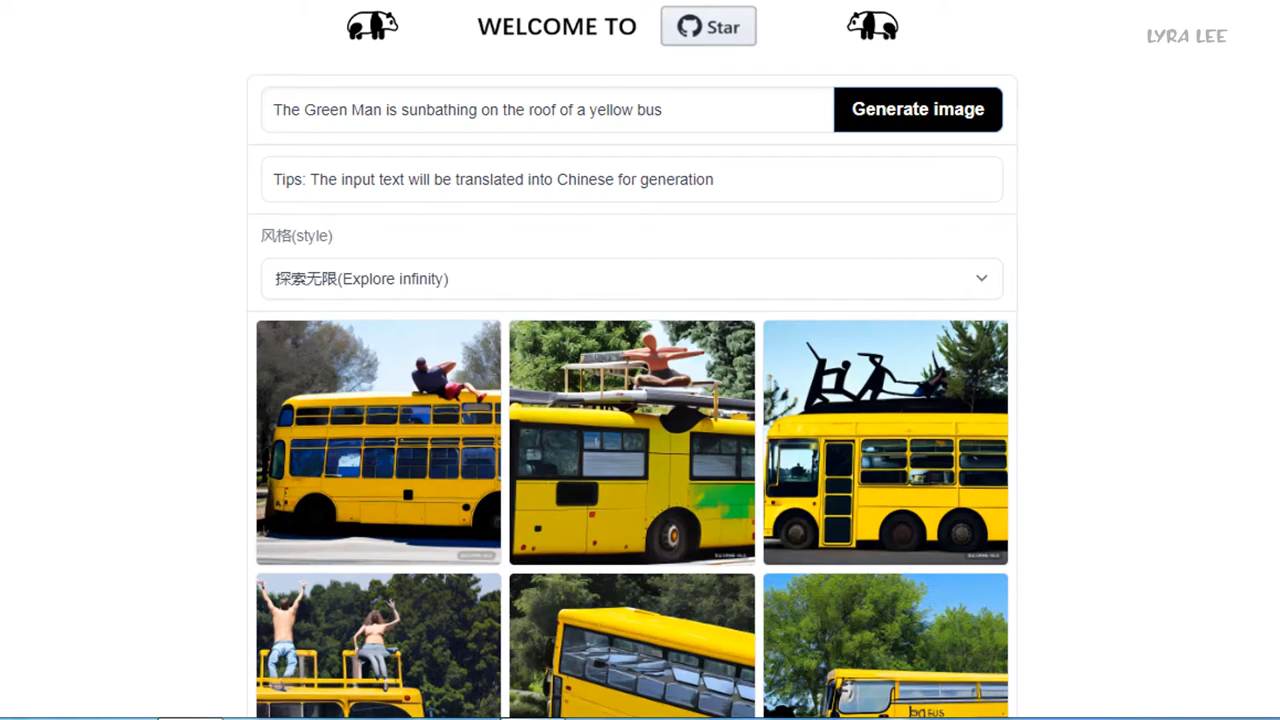 WELCOME TO
Star
LYRA LEE
The Green Man is sunbathing on the roof of a yellow bus
Generate image
Tips: The input text will be translated into Chinese for generation
风格(style)
探索无限(Explore infinity)